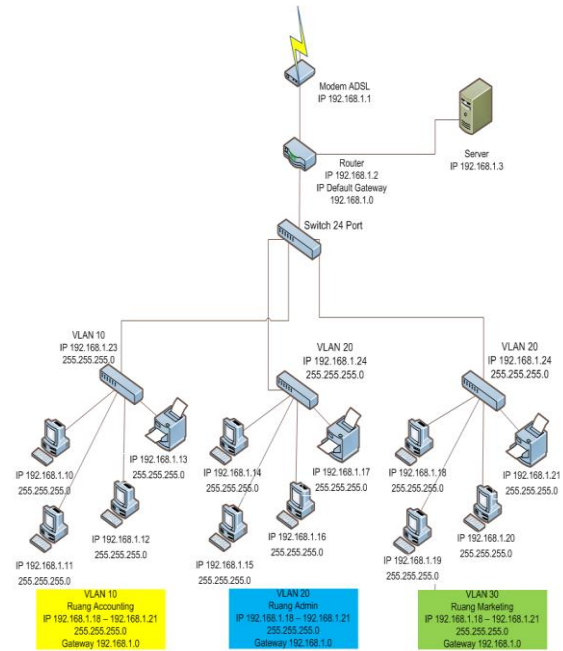 Modem ADSL
IP 192.168.1.1
Router
IP 192.168.1.2
IP Default Gateway
192.168.1.0
Server
IP 192.168.1.3
Switch 24 Port
VLAN 10
IP 192.168.1.23
255.255.255.0
VLAN 20
IP 192.168.1.24
255.255.255.0
VLAN 20
IP 192.168.1.24
255.255.255.0
IP 192.168.1.10
255.255.255.0
IP 192.168.1.13
255.255.255.0
IP 192.168.1.11
255.255.255.0
IP 192.168.1.12
255.255.255.0
IP 192.168.1.14
255.255.255.0
IP 192.168.1.17
255.255.255.0
IP 192.168.1.15
255.255.255.0
IP 192.168.1.16
255.255.255.0
IP 192.168.1.18
255.255.255.0
IP 192.168.1.21
255.255.255.0
IP 192.168.1.19
255.255.255.0
IP 192.168.1.20
255.255.255.0
VLAN 10
Ruang Accounting
IP 192.168.1.18 – 192.168.1.21
255.255.255.0
Gateway 192.168.1.0
VLAN 20
Ruang Admin
IP 192.168.1.18 – 192.168.1.21
255.255.255.0
Gateway 192.168.1.0
VLAN 30
Ruang Marketing
IP 192.168.1.18 – 192.168.1.21
255.255.255.0
Gateway 192.168.1.0